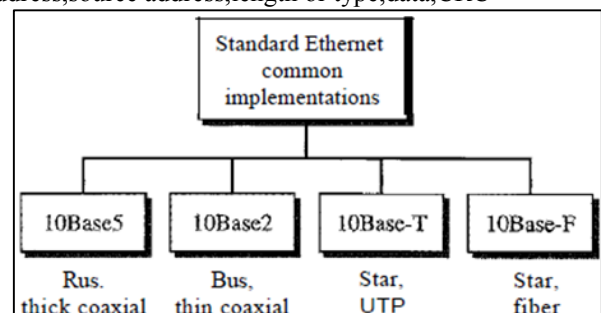 address,source address,length or type,data,CRC
Standard Ethernet
common
implementations
10Base5 10Base2 10Base-T 10Base-F
Rus. Bus, Star, Star,
thick coaxial thin coaxial UTP fiber